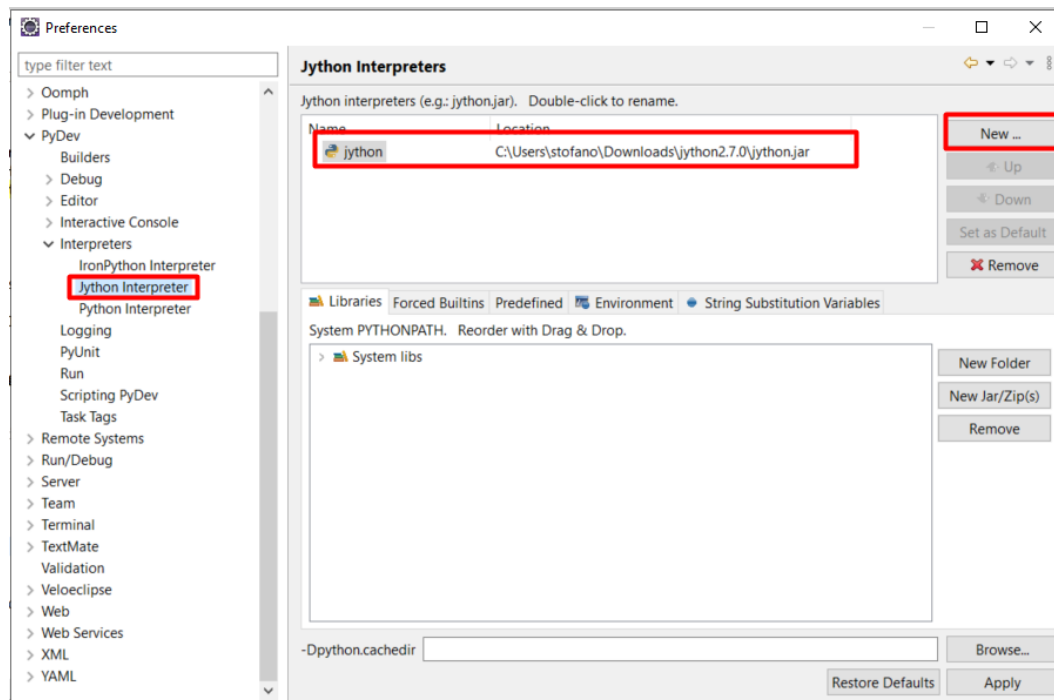 Preferences
type filter text
Oomph
Plug-in Development
PyDev
Builders
Debug
Editor
Interactive Console
Interpreters
IronPython Interpreter
Jython Interpreter
Python Interpreter
Logging
PyUnit
Run
Scripting PyDev
Task Tags
Remote Systems
Run/Debug
Server
Team
Terminal
TextMate
Validation
Veloeclipse
Web
Web Services
XML
YAML
Jython Interpreters
Jython interpreters (e.g.: jython.jar). Double-click to rename.
Name Location
jython C:\Users\stofano\Downloads\jython2.7.0\jython.jar
New ...
Up
Down
Set as Default
Remove
Libraries Forced Builtins Predefined Environment String Substitution Variables
System PYTHONPATH. Reorder with Drag & Drop.
System libs
New Folder
New Jar/Zip(s)
Remove
-Dpython.cachedir Browse...
Restore Defaults Apply